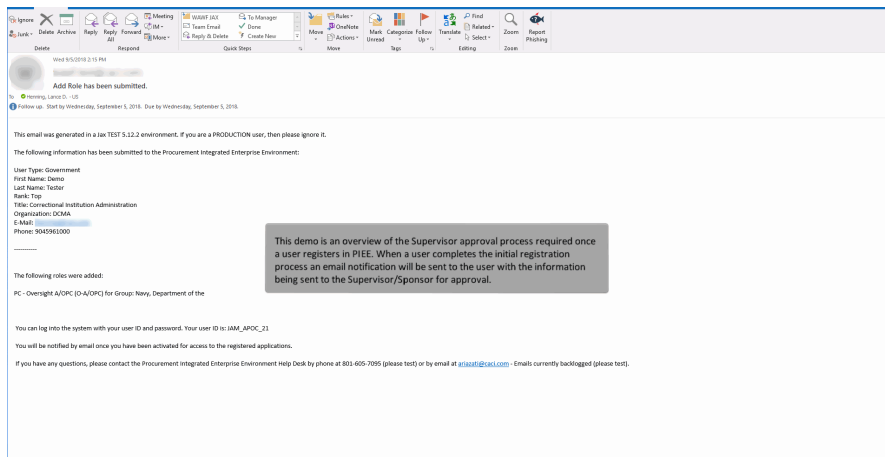 Ignore
Junk
Delete
Archive
Reply
Reply All
Forward
Meeting
IM
More
WAWF JAX
To Manager
Team Email
Done
Reply & Delete
Create New
Move
Rules
OneNote
Actions
Mark Unread
Categorize
Follow Up
Translate
Find
Related
Select
Zoom
Report Phishing
Delete
Respond
Quick Steps
Move
Tags
Editing
Zoom
Wed 9/5/2018 2:15 PM
Add Role has been submitted.
To Henning, Lance D. - US
Follow up. Start by Wednesday, September 5, 2018. Due by Wednesday, September 5, 2018.
This email was generated in a Jax TEST 5.12.2 environment. If you are a PRODUCTION user, then please ignore it.
The following information has been submitted to the Procurement Integrated Enterprise Environment:
User Type: Government
First Name: Demo
Last Name: Tester
Rank: Top
Title: Correctional Institution Administration
Organization: DCMA
E-Mail:
Phone: 9045961000
-----------
The following roles were added:
PC - Oversight A/OPC (O-A/OPC) for Group: Navy, Department of the
This demo is an overview of the Supervisor approval process required once
a user registers in PIEE. When a user completes the initial registration
process an email notification will be sent to the user with the information
being sent to the Supervisor/Sponsor for approval.
You can log into the system with your user ID and password. Your user ID is: JAM_APOC_21
You will be notified by email once you have been activated for access to the registered applications.
If you have any questions, please contact the Procurement Integrated Enterprise Environment Help Desk by phone at 801-605-7095 (please test) or by email at ariazati@caci.com - Emails currently backlogged (please test).